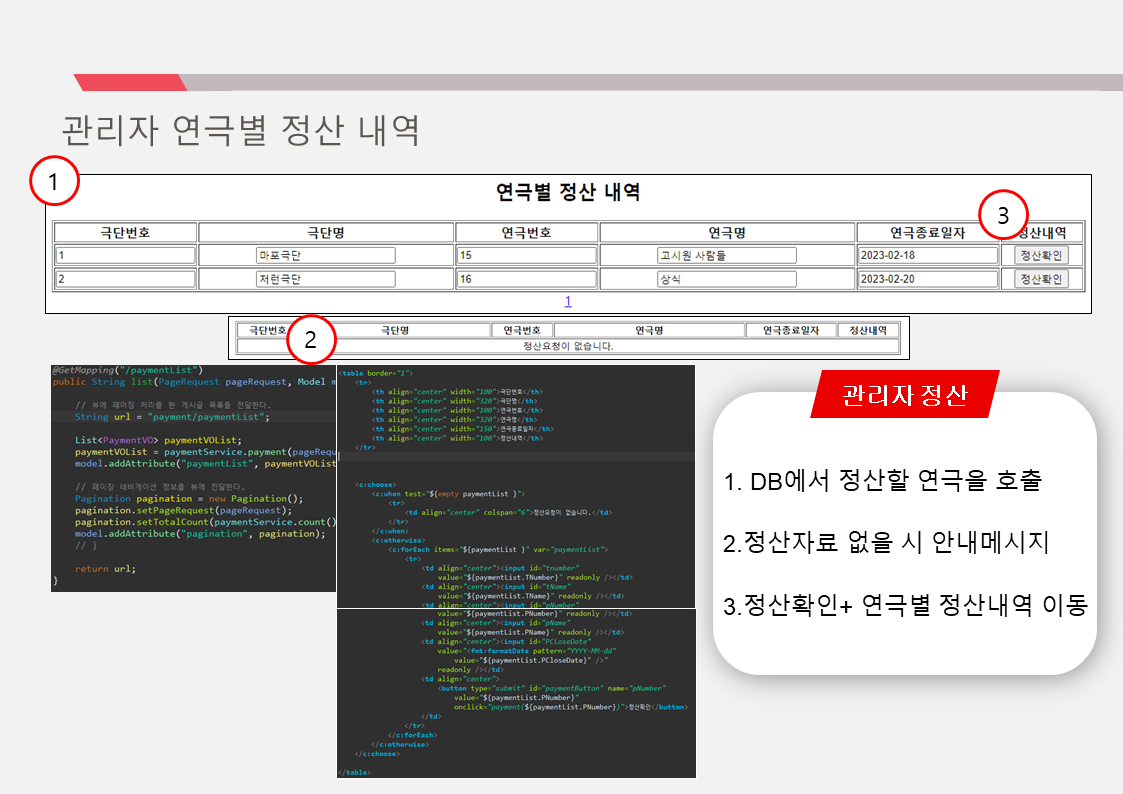 관리자 연극별 정산 내역
1
연극별 정산 내역
3
극단번호 극단명 연극번호 연극명 연극종료일자 정산내역
1 마포극단 15 고시원 사람들 2023-02-18 정산확인
2 저런극단 16 상식 2023-02-20 정산확인
1
2
극단번호 극단명 연극번호 연극명 연극종료일자 정산내역
정산요청이 없습니다.
@GetMapping("/paymentList")
public String list(PageRequest pageRequest, Model m
// 뷰에 페이징 처리를 한 게시글 목록을 전달한다.
String url = "payment/paymentList";
List<PaymentVO> paymentVOList;
paymentVOList = paymentService.payment(pageRequ
model.addAttribute("paymentList", paymentVOList
// 페이징 네비게이션 정보를 뷰에 전달한다.
Pagination pagination = new Pagination();
pagination.setPageRequest(pageRequest);
pagination.setTotalCount(paymentService.count()
model.addAttribute("pagination", pagination);
// }
return url;
}
<table border="1">
<tr>
<th align="center" width="100">극단번호</th>
<th align="center" width="320">극단명</th>
<th align="center" width="100">연극번호</th>
<th align="center" width="320">연극명</th>
<th align="center" width="150">연극종료일자</th>
<th align="center" width="100">정산내역</th>
</tr>
<c:choose>
<c:when test="${empty paymentList }">
<tr>
<td align="center" colspan="6">정산요청이 없습니다.</td>
</tr>
</c:when>
<c:otherwise>
<c:forEach items="${paymentList }" var="paymentList">
<tr>
<td align="center"><input id="tnumber"
value="${paymentList.TNumber}" readonly /></td>
<td align="center"><input id="tName"
value="${paymentList.TName}" readonly /></td>
<td align="center"><input id="pNumber"
value="${paymentList.PNumber}" readonly /></td>
<td align="center"><input id="pName"
value="${paymentList.PName}" readonly /></td>
<td align="center"><input id="PCloseDate"
value="<fmt:formatDate pattern="YYYY-MM-dd"
value="${paymentList.PCloseDate}" />"
readonly /></td>
<td align="center">
<button type="submit" id="paymentButton" name="pNumber"
value="${paymentList.PNumber}"
onclick="payment(${paymentList.PNumber})">정산확인</button>
</td>
</tr>
</c:forEach>
</c:otherwise>
</c:choose>
</table>
관리자 정산
1. DB에서 정산할 연극을 호출
2.정산자료 없을 시 안내메시지
3.정산확인+ 연극별 정산내역 이동